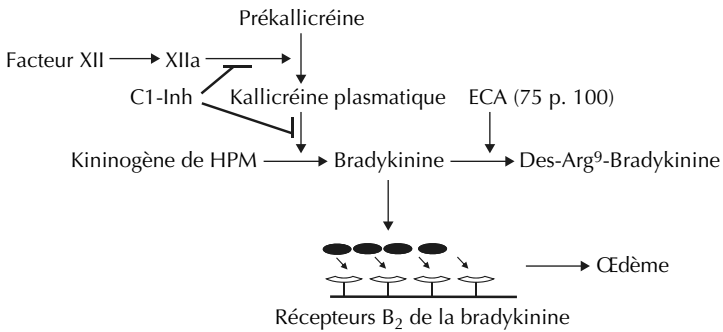 Prékallicréine
Facteur XII XIIa
C1-Inh Kallicréine plasmatique ECA (75 p. 100)
Kininogène de HPM Bradykinine Des-Arg⁹-Bradykinine
Œdème
Récepteurs B₂ de la bradykinine